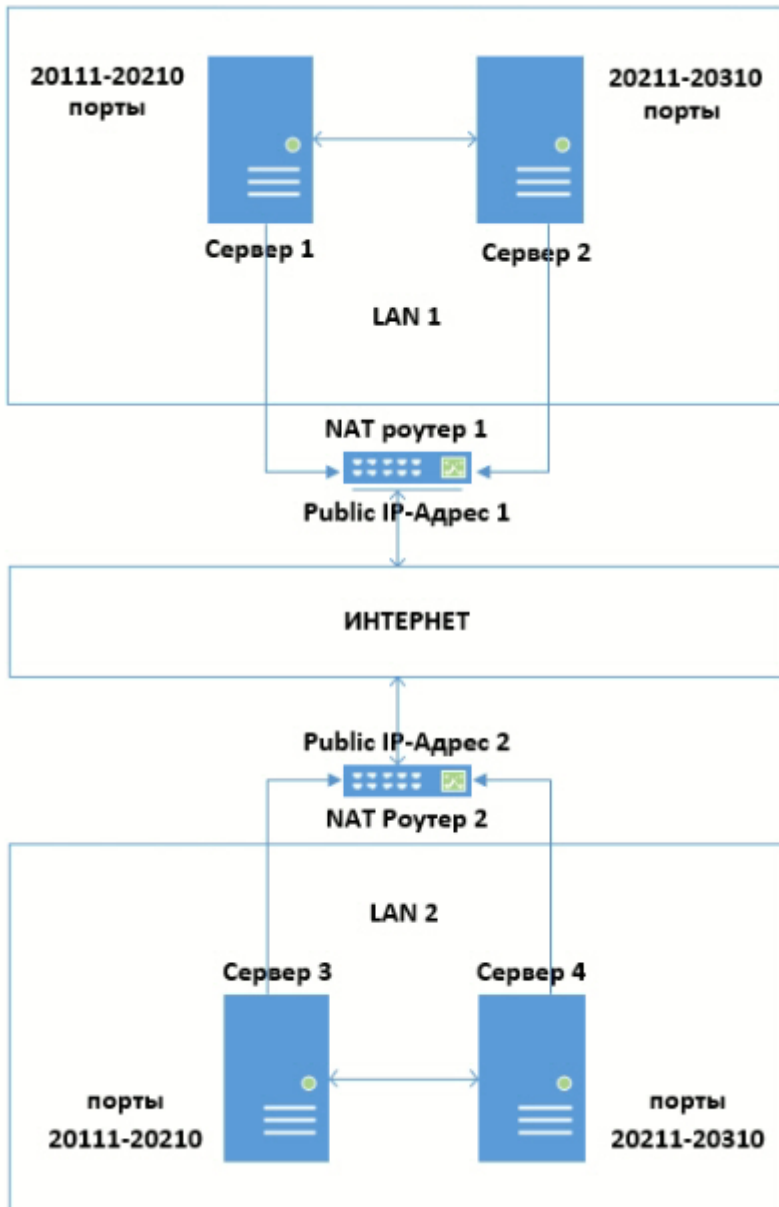 20111-20210
порты
20211-20310
порты
Сервер 1
Сервер 2
LAN 1
NAT роутер 1
Public IP-Адрес 1
ИНТЕРНЕТ
Public IP-Адрес 2
NAT Роутер 2
LAN 2
Сервер 3
Сервер 4
порты
20111-20210
порты
20211-20310